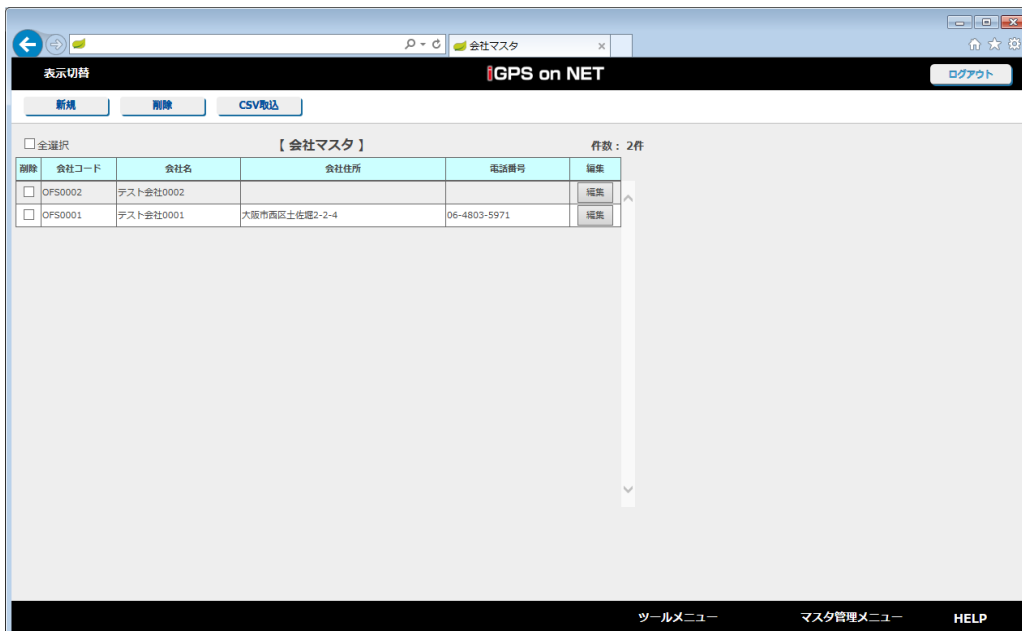 会社マスタ
表示切替 iGPS on NET ログアウト
新規 削除 CSV取込
全選択 【 会社マスタ 】 件数： 2件
削除 会社コード 会社名 会社住所 電話番号 編集
OFS0002 テスト会社0002 編集
OFS0001 テスト会社0001 大阪市西区土佐堀2-2-4 06-4803-5971 編集
ツールメニュー マスタ管理メニュー HELP